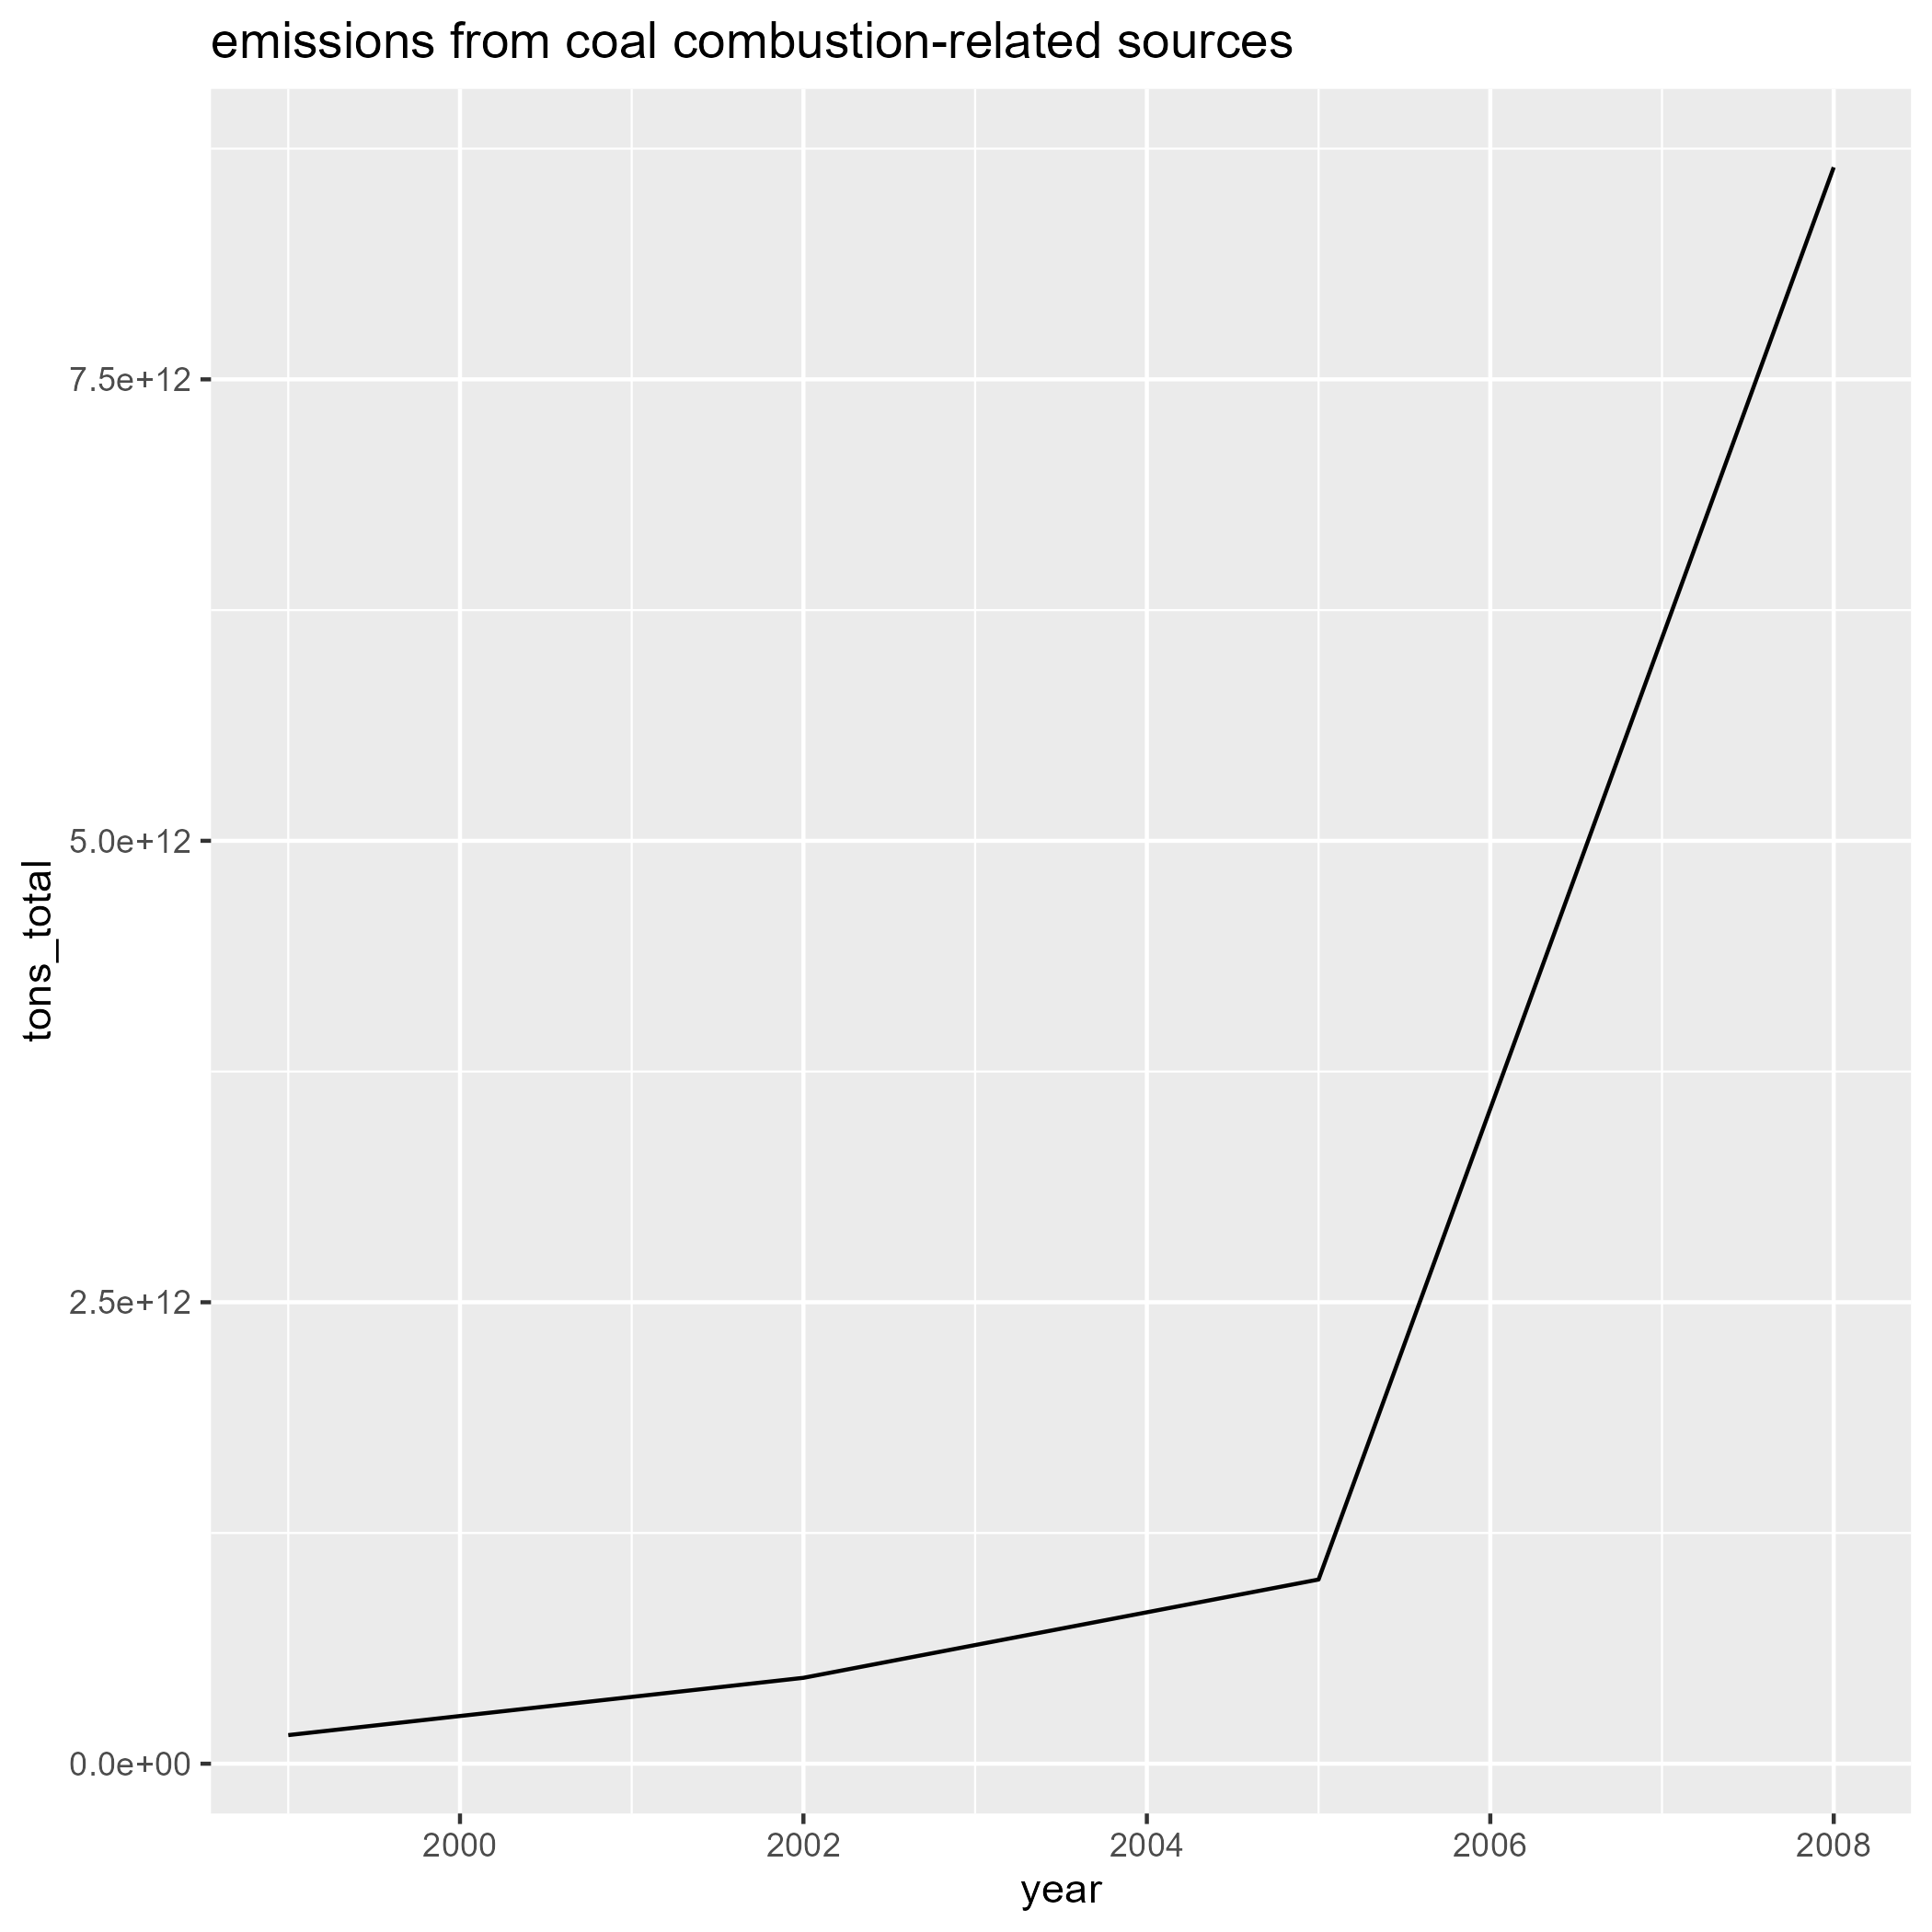 emissions from coal combustion-related sources
tons_total
7.5e+12
5.0e+12
2.5e+12
0.0e+00
2000 2002 2004 2006 2008
year